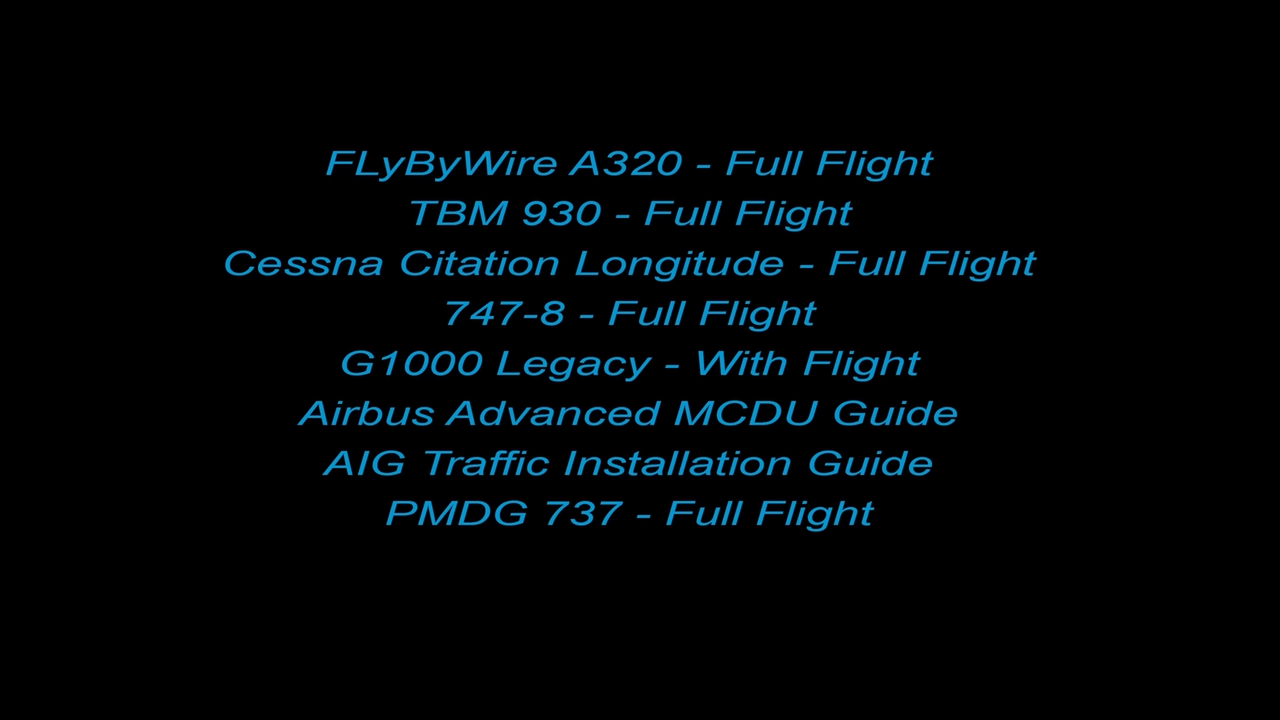 FLyByWire A320 - Full Flight
TBM 930 - Full Flight
Cessna Citation Longitude - Full Flight
747-8 - Full Flight
G1000 Legacy - With Flight
Airbus Advanced MCDU Guide
AIG Traffic Installation Guide
PMDG 737 - Full Flight